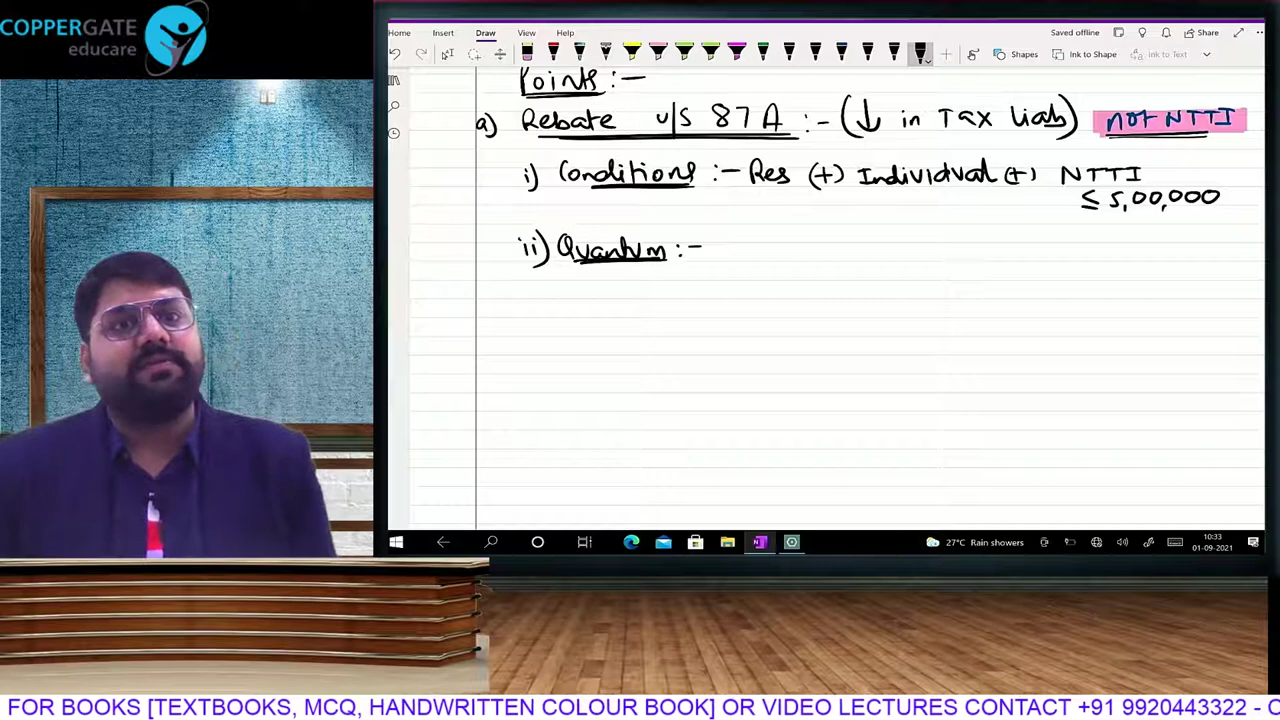 COPPERGATE
educare
Home Insert Draw View Help Saved offline Share
Shapes Ink to Shape Ink to Text
Points :-
a) Rebate u/s 87A :- (↓ in Tax liab) not NTTI
i) Conditions :- Res (+) Individual (+) NTTI
≤ 5,00,000
ii) Quantum :-
27°C Rain showers
10:33
01-09-2021
FOR BOOKS [TEXTBOOKS, MCQ, HANDWRITTEN COLOUR BOOK] OR VIDEO LECTURES CONTACT +91 9920443322 - C